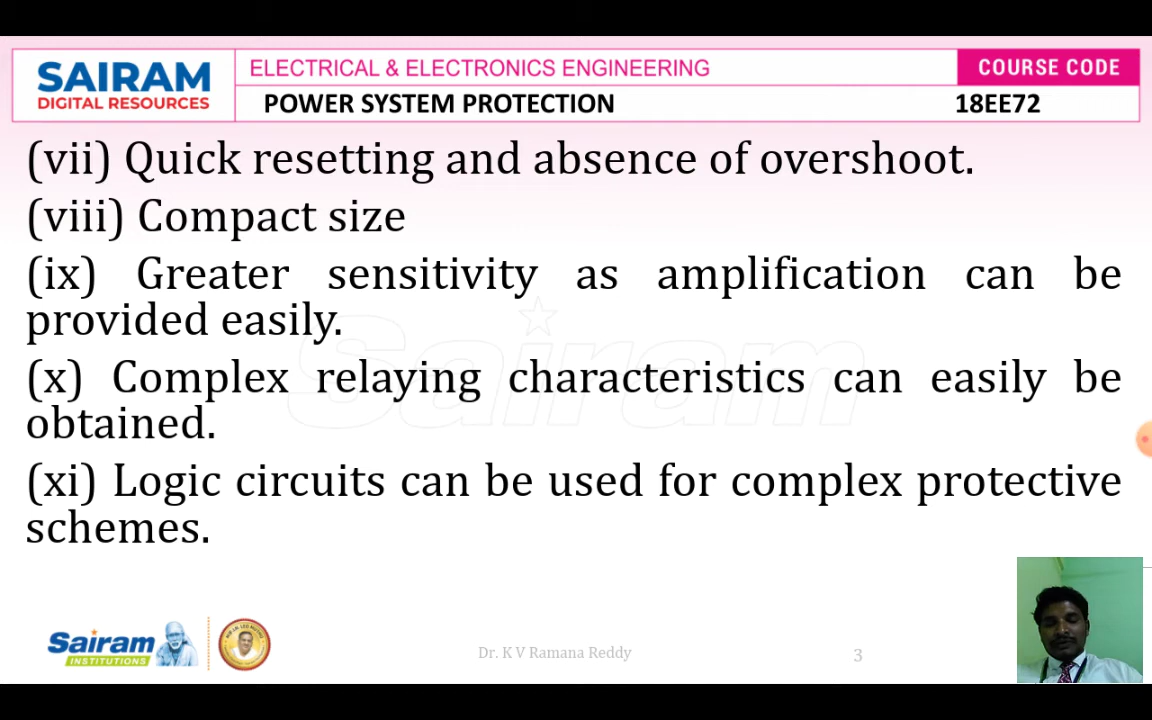 SAIRAM
DIGITAL RESOURCES
ELECTRICAL & ELECTRONICS ENGINEERING
COURSE CODE
POWER SYSTEM PROTECTION
18EE72
(vii) Quick resetting and absence of overshoot.
(viii) Compact size
(ix) Greater sensitivity as amplification can be
provided easily.
(x) Complex relaying characteristics can easily be
obtained.
(xi) Logic circuits can be used for complex protective
schemes.
Sairam
Sairam
INSTITUTIONS
Dr. K V Ramana Reddy
3